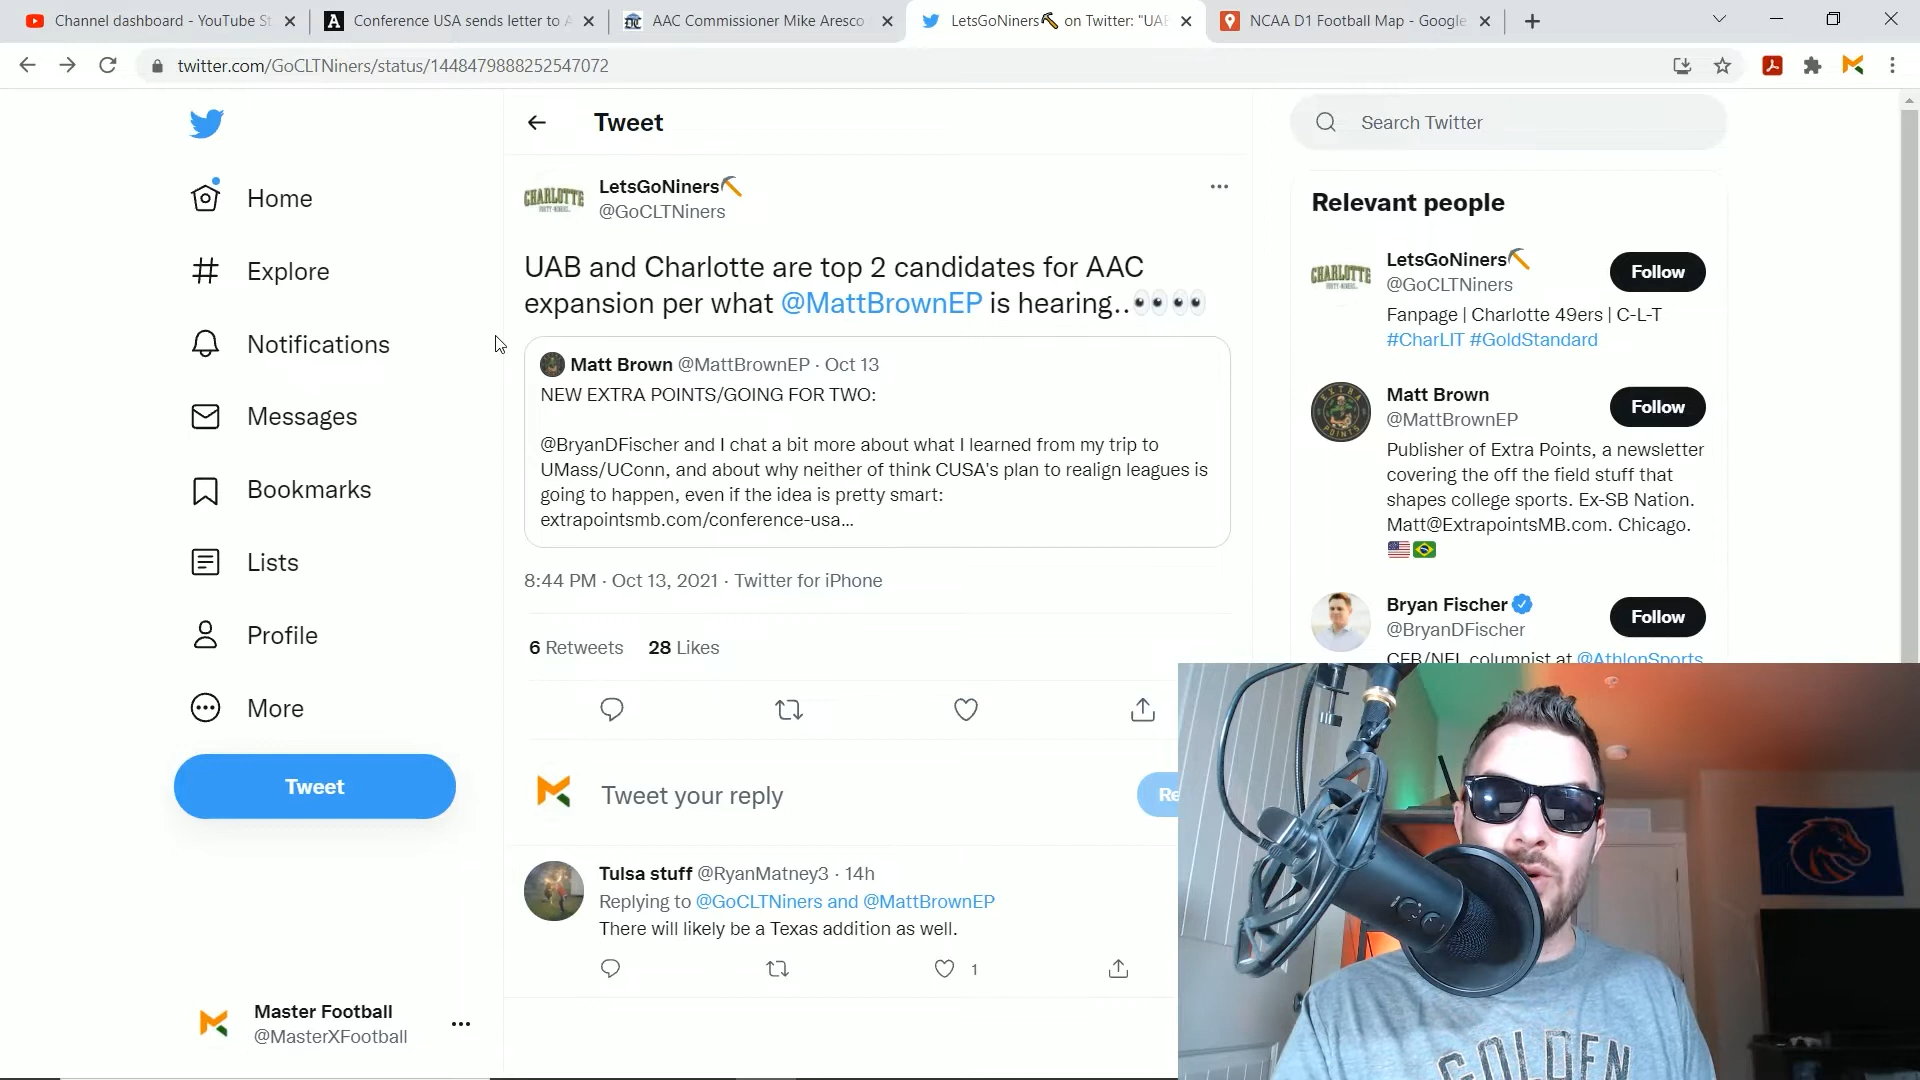 Channel dashboard - YouTube St
Conference USA sends letter to A
AAC Commissioner Mike Aresco
LetsGoNiners on Twitter: "UAB
NCAA D1 Football Map - Google
twitter.com/GoCLTNiners/status/1448479888252547072
Tweet
Search Twitter
Home
Explore
Notifications
Messages
Bookmarks
Lists
Profile
More
Tweet
Master Football
@MasterXFootball
CHARLOTTE
LetsGoNiners
@GoCLTNiners
UAB and Charlotte are top 2 candidates for AAC
expansion per what @MattBrownEP is hearing..
Matt Brown @MattBrownEP · Oct 13
NEW EXTRA POINTS/GOING FOR TWO:
@BryanDFischer and I chat a bit more about what I learned from my trip to
UMass/UConn, and about why neither of think CUSA's plan to realign leagues is
going to happen, even if the idea is pretty smart:
extrapointsmb.com/conference-usa...
8:44 PM · Oct 13, 2021 · Twitter for iPhone
6 Retweets 28 Likes
Tweet your reply
Re
Tulsa stuff @RyanMatney3 · 14h
Replying to @GoCLTNiners and @MattBrownEP
There will likely be a Texas addition as well.
1
Relevant people
CHARLOTTE
LetsGoNiners
@GoCLTNiners
Follow
Fanpage | Charlotte 49ers | C-L-T
#CharLIT #GoldStandard
EXTRA
POINTS
Matt Brown
@MattBrownEP
Follow
Publisher of Extra Points, a newsletter
covering the off the field stuff that
shapes college sports. Ex-SB Nation.
Matt@ExtrapointsMB.com. Chicago.
Bryan Fischer
@BryanDFischer
Follow
CFB/NFL columnist at @AthlonSports
GOLDEN